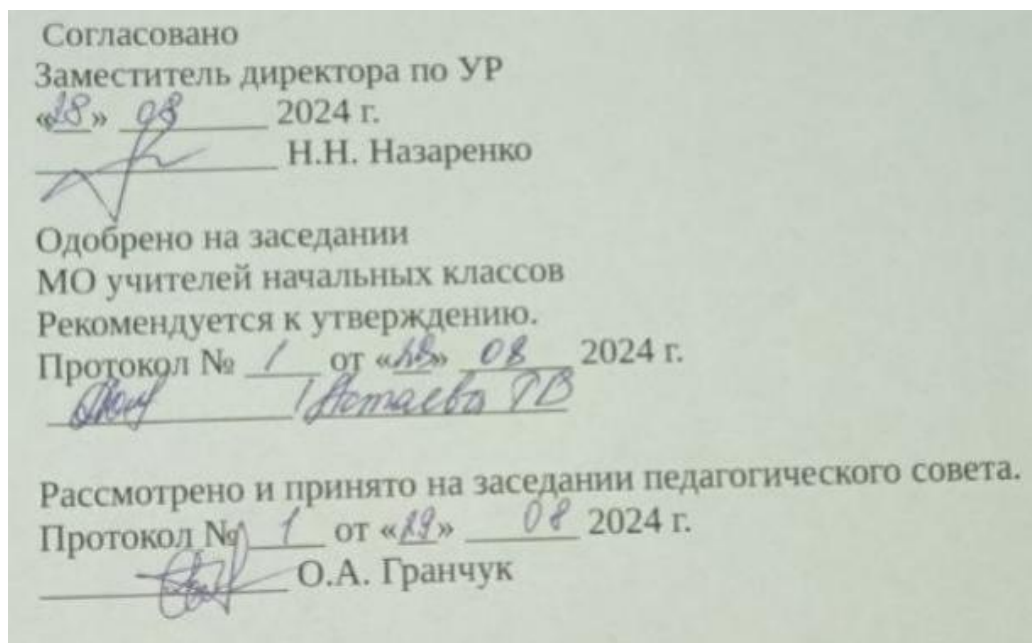 Согласовано
Заместитель директора по УР
«28» 08 2024 г.
Н.Н. Назаренко
Одобрено на заседании
МО учителей начальных классов
Рекомендуется к утверждению.
Протокол № 1 от «28» 08 2024 г.
/ ТВ
Рассмотрено и принято на заседании педагогического совета.
Протокол № 1 от «29» 08 2024 г.
О.А. Гранчук